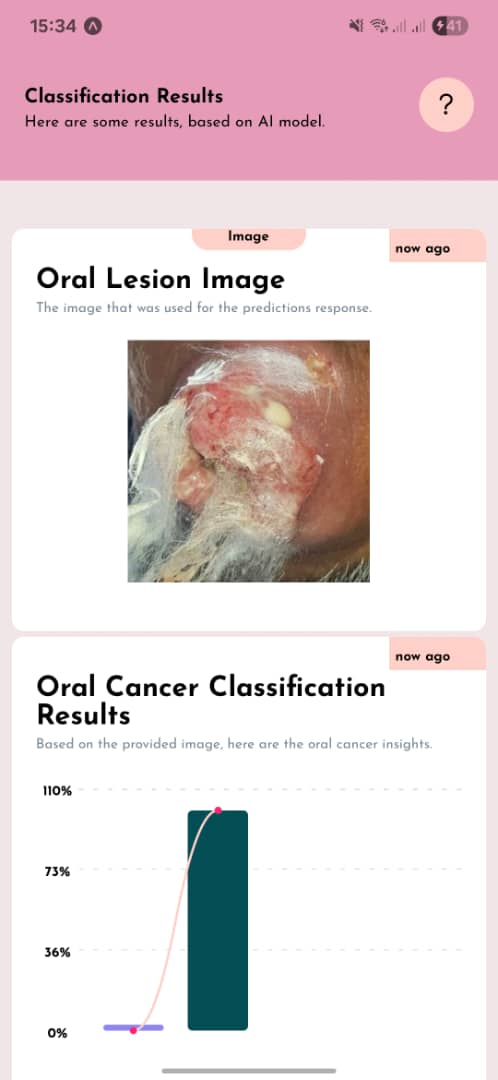 15:34
41
Classification Results
Here are some results, based on AI model.
?
Image
now ago
Oral Lesion Image
The image that was used for the predictions response.
now ago
Oral Cancer Classification
Results
Based on the provided image, here are the oral cancer insights.
110%
73%
36%
0%